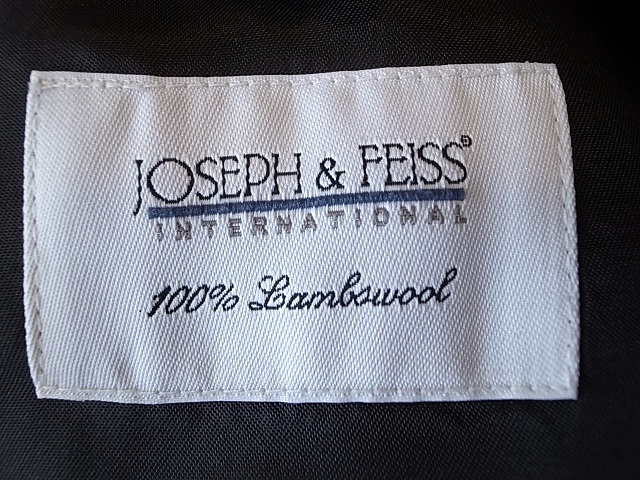 JOSEPH & FEISS®
INTERNATIONAL
100% Lambswool